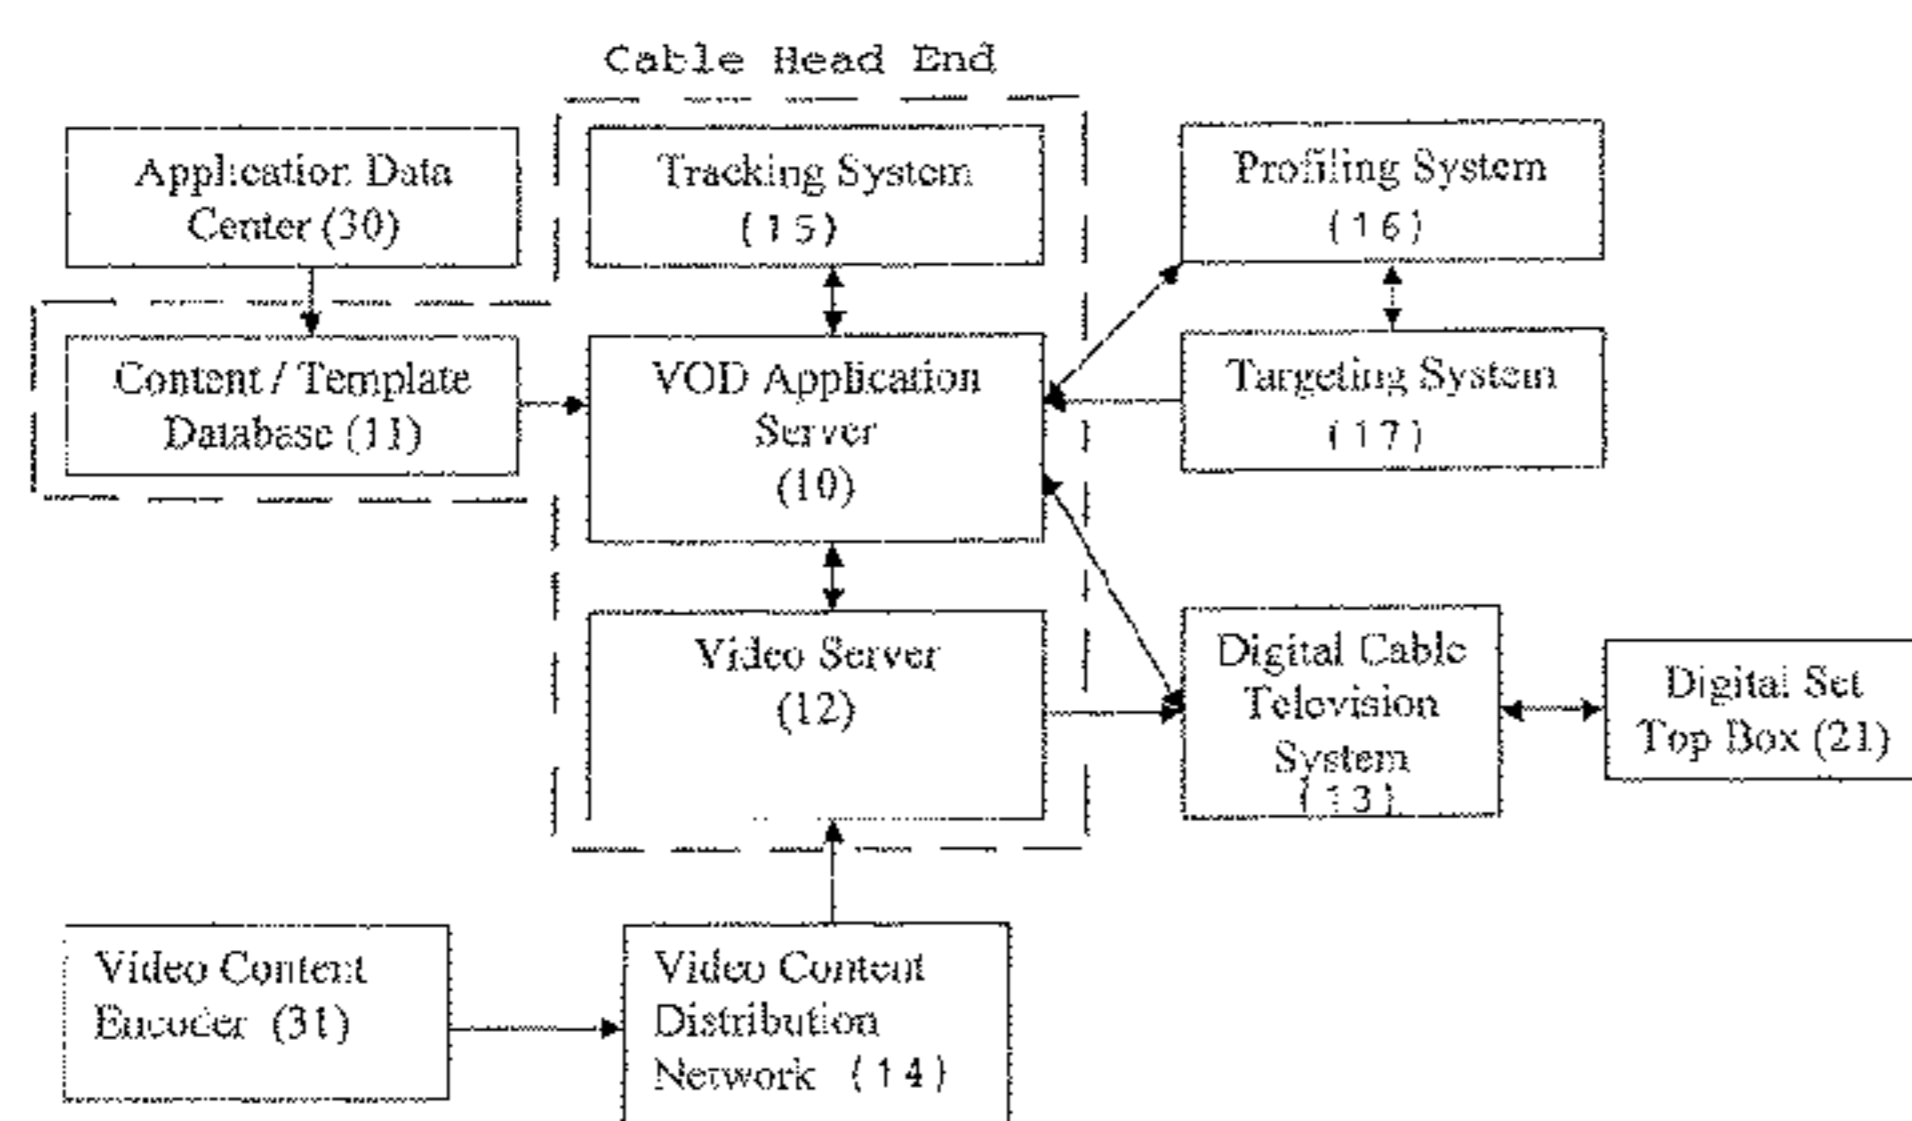 Cable Head End
Application Data
Center (30)
Tracking System
(15)
Profiling System
(16)
Content / Template
Database (11)
VOD Application
Server
(10)
Targeting System
(17)
Video Server
(12)
Digital Cable
Television
System
(13)
Digital Set
Top Box (21)
Video Content
Encoder (31)
Video Content
Distribution
Network (14)